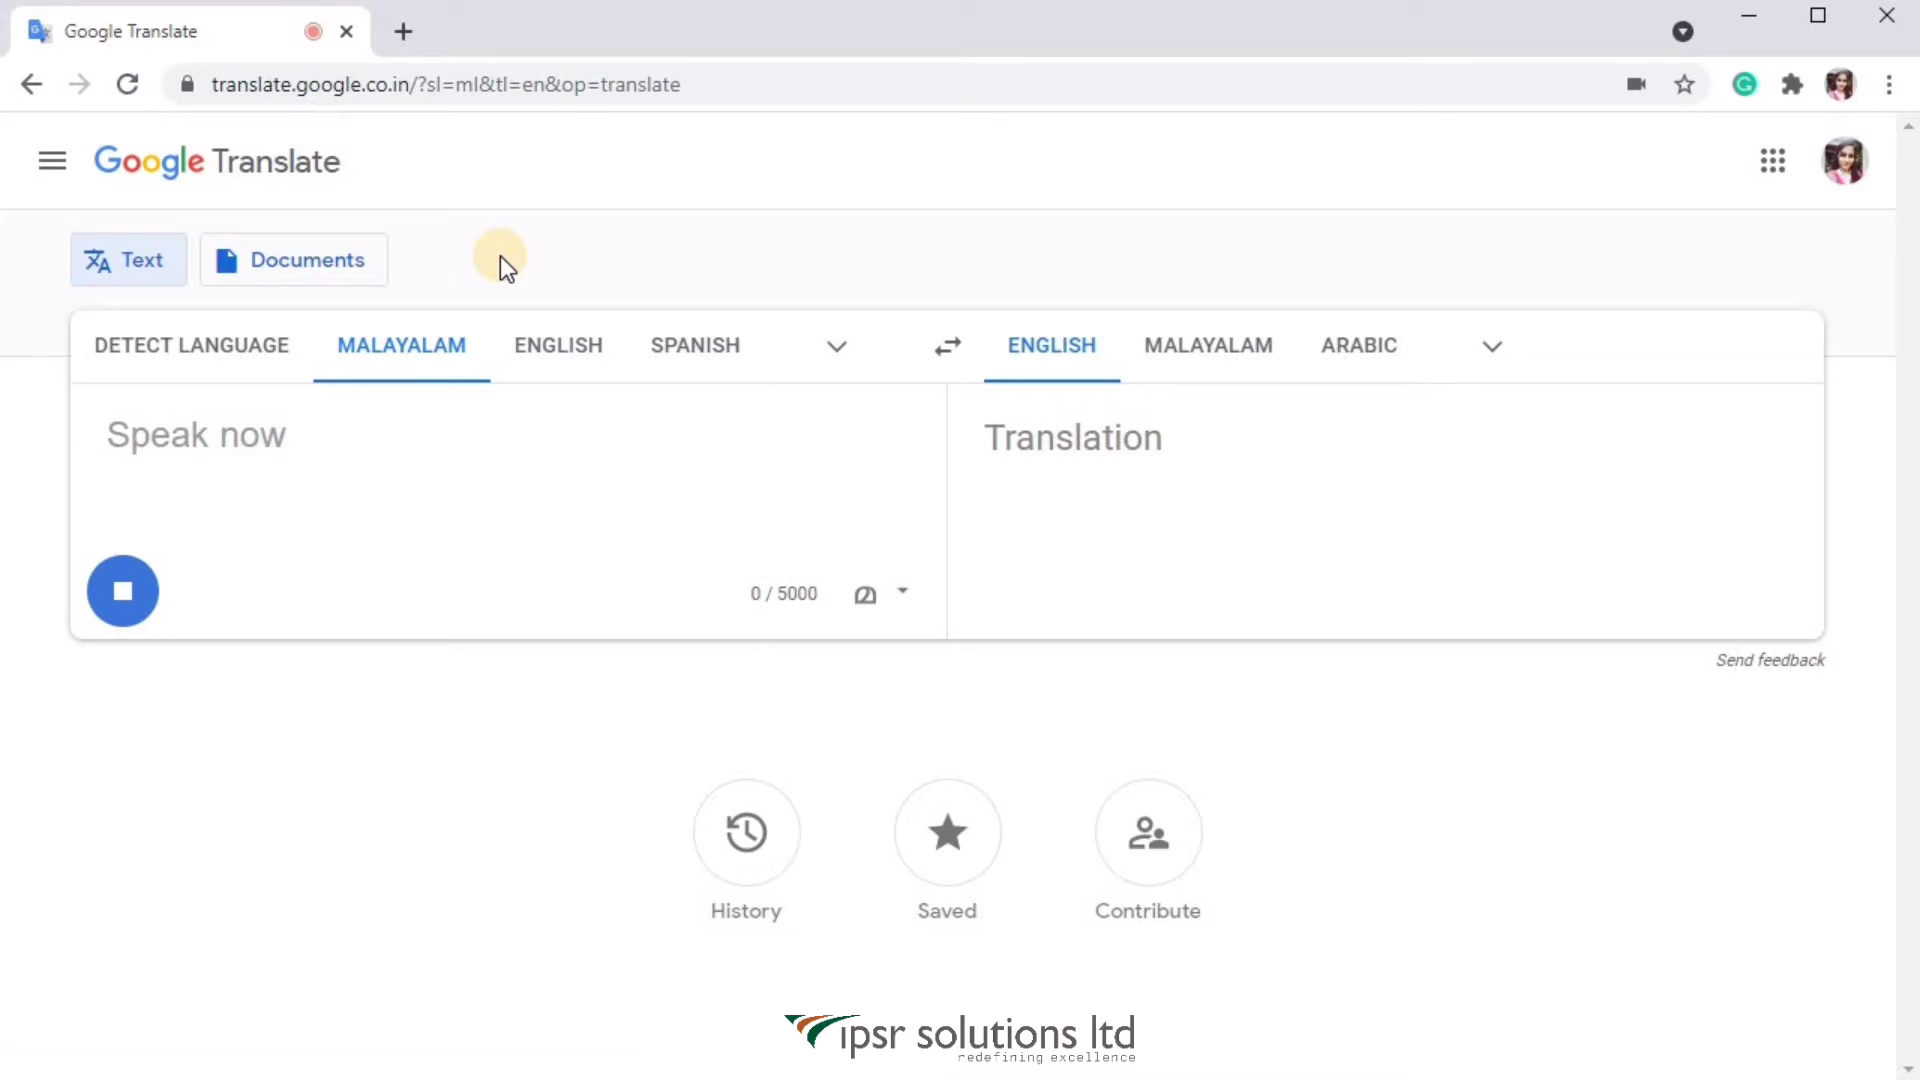 Google Translate
translate.google.co.in/?sl=ml&tl=en&op=translate
Google Translate
Text
Documents
DETECT LANGUAGE MALAYALAM ENGLISH SPANISH ENGLISH MALAYALAM ARABIC
Speak now
Translation
0 / 5000 മ
Send feedback
History Saved Contribute
ipsr solutions ltd
redefining excellence